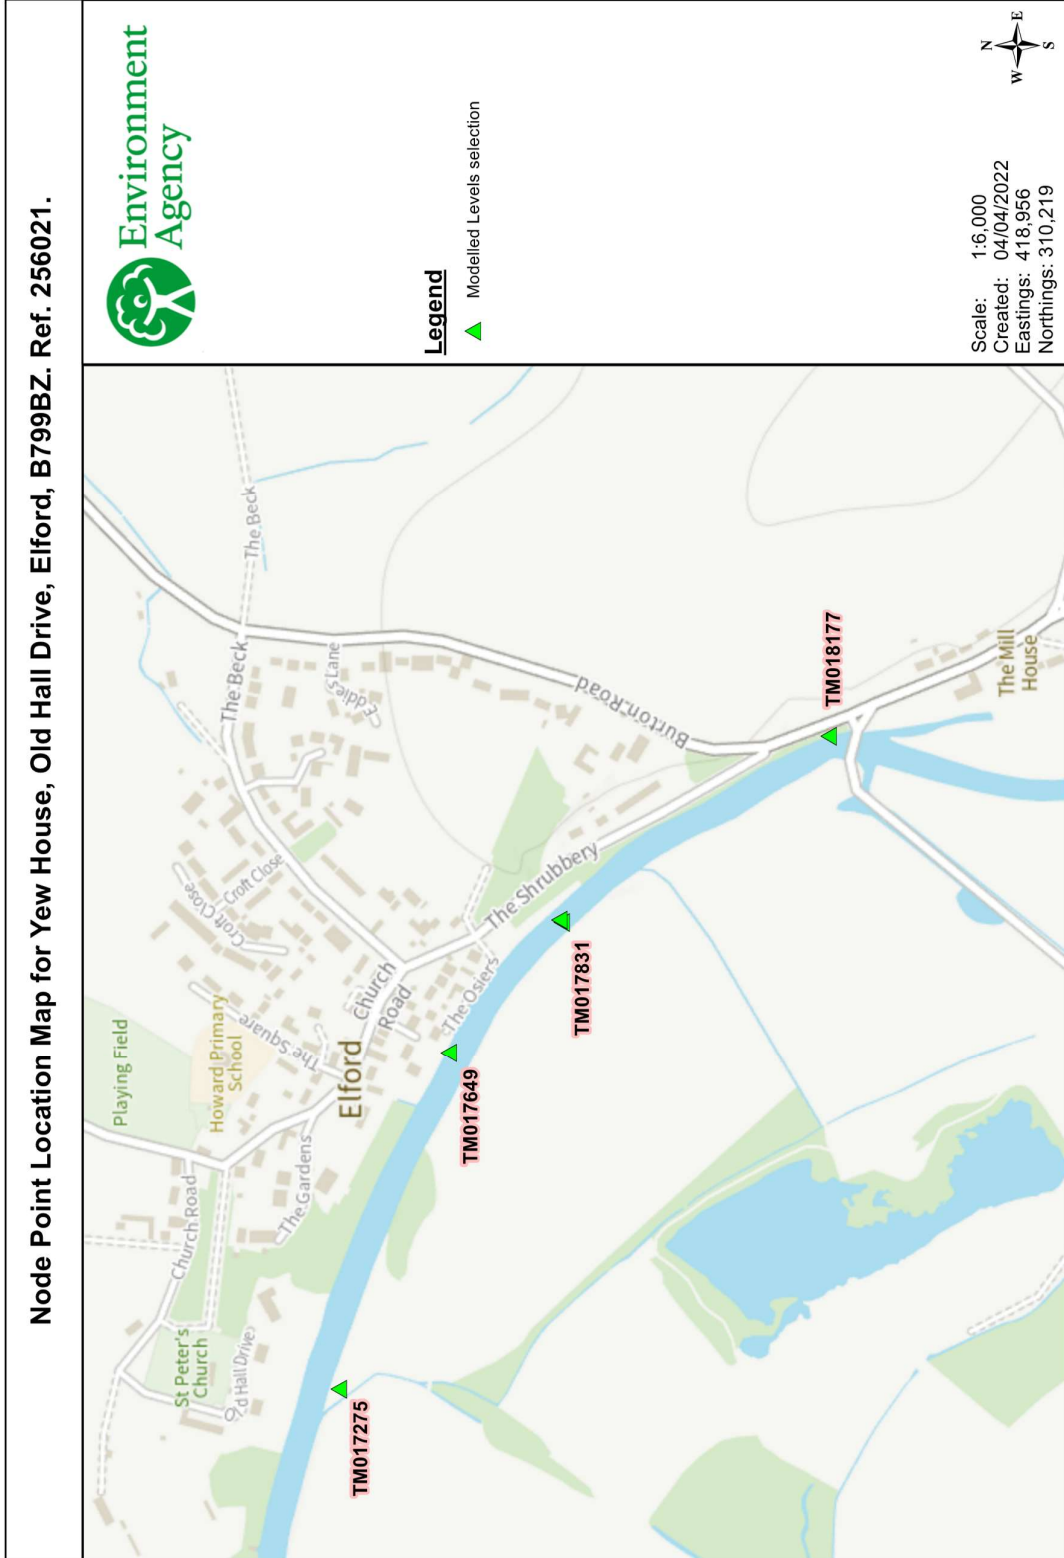 Node Point Location Map for Yew House, Old Hall Drive, Elford, B799BZ. Ref. 256021.
Environment
Agency
Legend
Modelled Levels selection
Scale: 1:6,000
Created: 04/04/2022
Eastings: 418,956
Northings: 310,219
N
W
E
S
Playing Field
Howard Primary
School
St Peter's
Church
Church Road
Old Hall Drive
The Gardens
The Square
Elford
Church
Road
Croft Close
Croft Close
The Beck
The Beck
Eddies Lane
The Osiers
The Shrubbery
Burton Road
The Mill
House
TM017275
TM017649
TM017831
TM018177